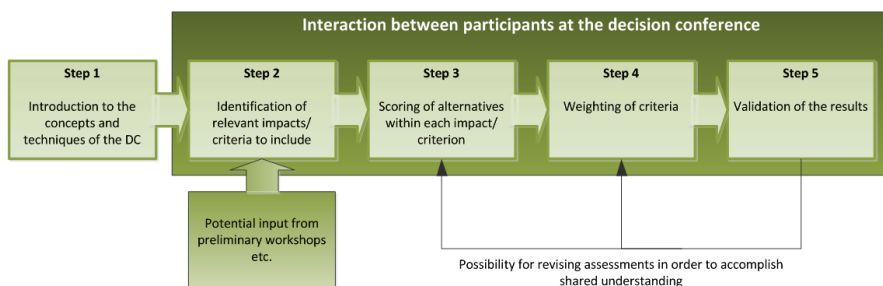 Interaction between participants at the decision conference
Step 1
Introduction to the
concepts and
techniques of the DC
Step 2
Identification of
relevant impacts/
criteria to include
Step 3
Scoring of alternatives
within each impact/
criterion
Step 4
Weighting of criteria
Step 5
Validation of the results
Potential input from
preliminary workshops
etc.
Possibility for revising assessments in order to accomplish
shared understanding